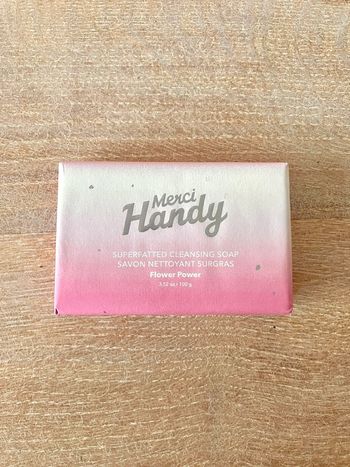 Merci
Handy
SUPERFATTED CLEANSING SOAP
SAVON NETTOYANT SURGRAS
Flower Power
3.52 oz / 100 g